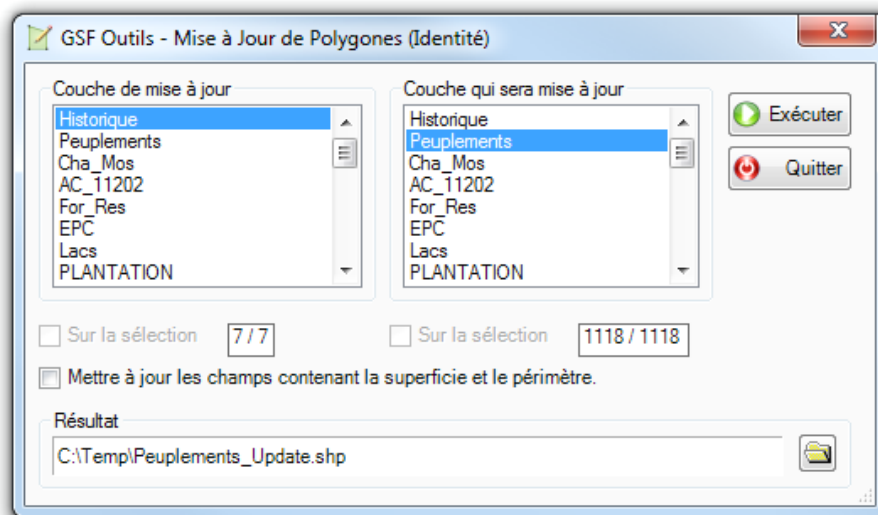 GSF Outils - Mise à Jour de Polygones (Identité)
Couche de mise à jour
Historique
Peuplements
Cha_Mos
AC_11202
For_Res
EPC
Lacs
PLANTATION
Couche qui sera mise à jour
Historique
Peuplements
Cha_Mos
AC_11202
For_Res
EPC
Lacs
PLANTATION
Exécuter
Quitter
Sur la sélection
7 / 7
Sur la sélection
1118 / 1118
Mettre à jour les champs contenant la superficie et le périmètre.
Résultat
C:\Temp\Peuplements_Update.shp